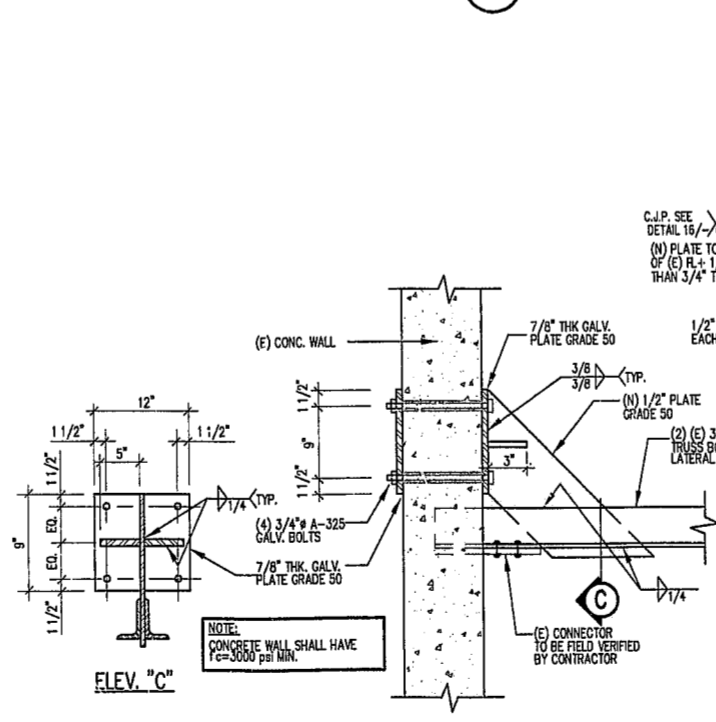 C.J.P. SEE
DETAIL 16/-
(N) PLATE TO
OF (E) PL+ 1
THAN 3/4" T
(E) CONC. WALL
7/8" THK GALV.
PLATE GRADE 50
1/2"
EACH
3/8
3/8
TYP.
(N) 1/2" PLATE
GRADE 50
(2) (E) 3
TRUSS BO
LATERAL
1 1/2"
9"
1 1/2"
3"
12"
1 1/2"
1 1/2"
5"
1 1/2"
EQ.
9"
EQ.
1 1/2"
1/4
TYP.
(4) 3/4"ø A-325
GALV. BOLTS
7/8" THK. GALV.
PLATE GRADE 50
C
1/4
(E) CONNECTOR
TO BE FIELD VERIFIED
BY CONTRACTOR
NOTE:
CONCRETE WALL SHALL HAVE
f'c=3000 psi MIN.
ELEV. "C"